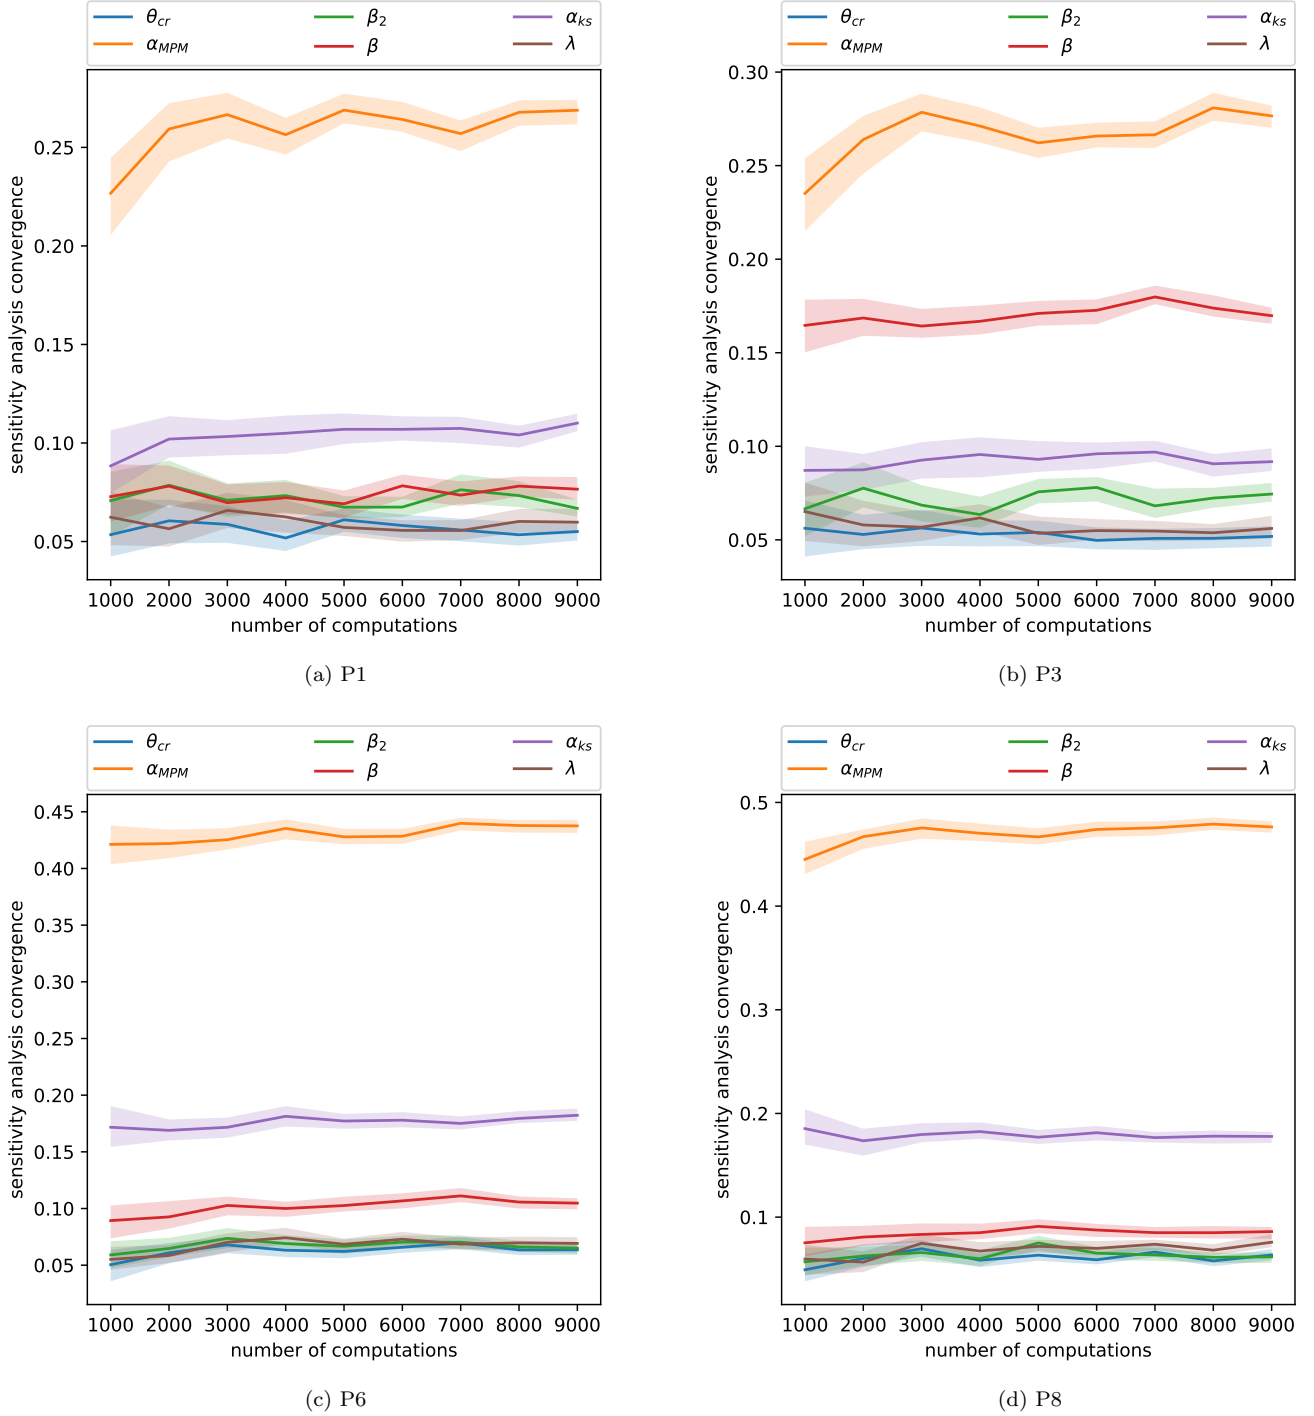 θcr β2 αks
αMPM β λ
sensitivity analysis convergence
0.25
0.20
0.15
0.10
0.05
1000 2000 3000 4000 5000 6000 7000 8000 9000
number of computations
(a) P1
θcr β2 αks
αMPM β λ
sensitivity analysis convergence
0.30
0.25
0.20
0.15
0.10
0.05
1000 2000 3000 4000 5000 6000 7000 8000 9000
number of computations
(b) P3
θcr β2 αks
αMPM β λ
sensitivity analysis convergence
0.45
0.40
0.35
0.30
0.25
0.20
0.15
0.10
0.05
1000 2000 3000 4000 5000 6000 7000 8000 9000
number of computations
(c) P6
θcr β2 αks
αMPM β λ
sensitivity analysis convergence
0.5
0.4
0.3
0.2
0.1
1000 2000 3000 4000 5000 6000 7000 8000 9000
number of computations
(d) P8